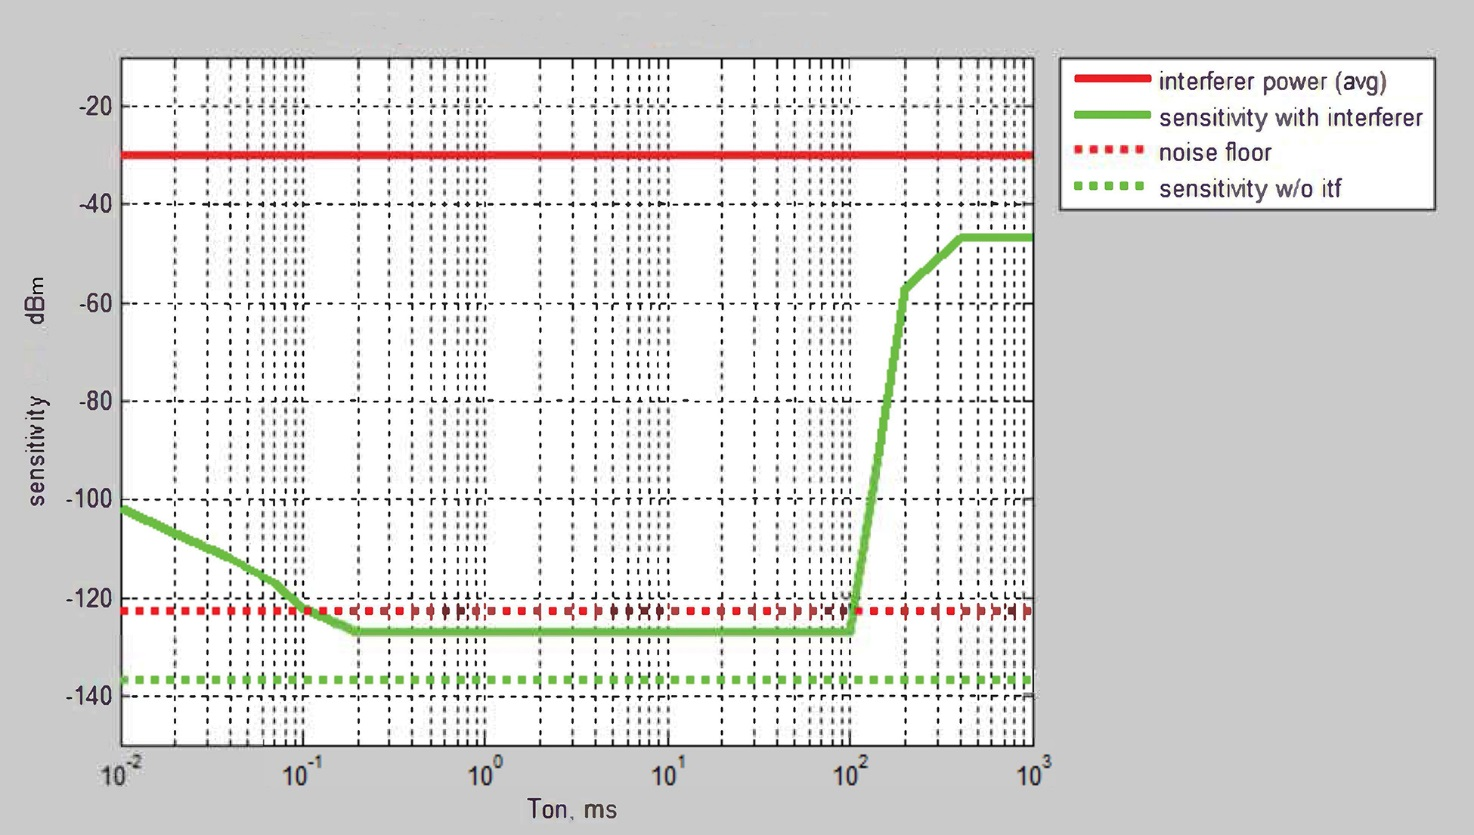 interferer power (avg)
sensitivity with interferer
noise floor
sensitivity w/o itf
-20
-40
-60
-80
-100
-120
-140
sensitivity dBm
10-2
10-1
100
101
102
103
Ton, ms